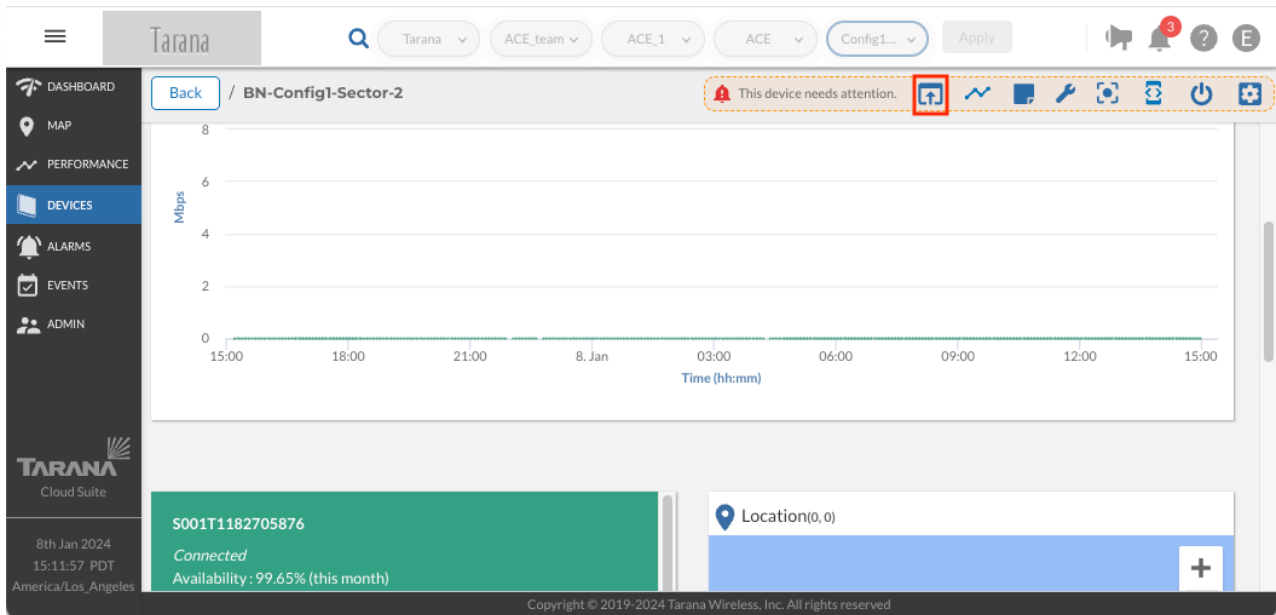 Tarana
Tarana
ACE_team
ACE_1
ACE
Config1...
Apply
3
?
E
DASHBOARD
MAP
PERFORMANCE
DEVICES
ALARMS
EVENTS
ADMIN
TARANA
Cloud Suite
8th Jan 2024
15:11:57 PDT
America/Los_Angeles
Back / BN-Config1-Sector-2
This device needs attention.
8
6
4
2
0
Mbps
15:00 18:00 21:00 8. Jan 03:00 06:00 09:00 12:00 15:00
Time (hh:mm)
S001T1182705876
Connected
Availability : 99.65% (this month)
Location(0, 0)
+
Copyright © 2019-2024 Tarana Wireless, Inc. All rights reserved